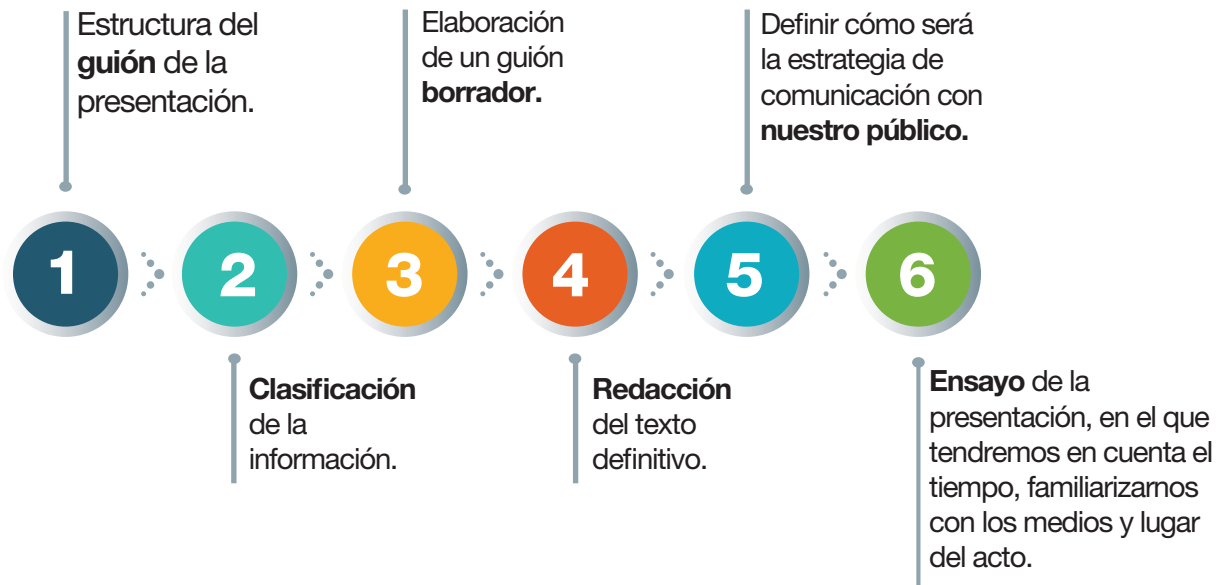 Estructura del
guión de la
presentación.
Elaboración
de un guión
borrador.
Definir cómo será
la estrategia de
comunicación con
nuestro público.
1
2
3
4
5
6
Clasificación
de la
información.
Redacción
del texto
definitivo.
Ensayo de la
presentación, en el que
tendremos en cuenta el
tiempo, familiarizarnos
con los medios y lugar
del acto.